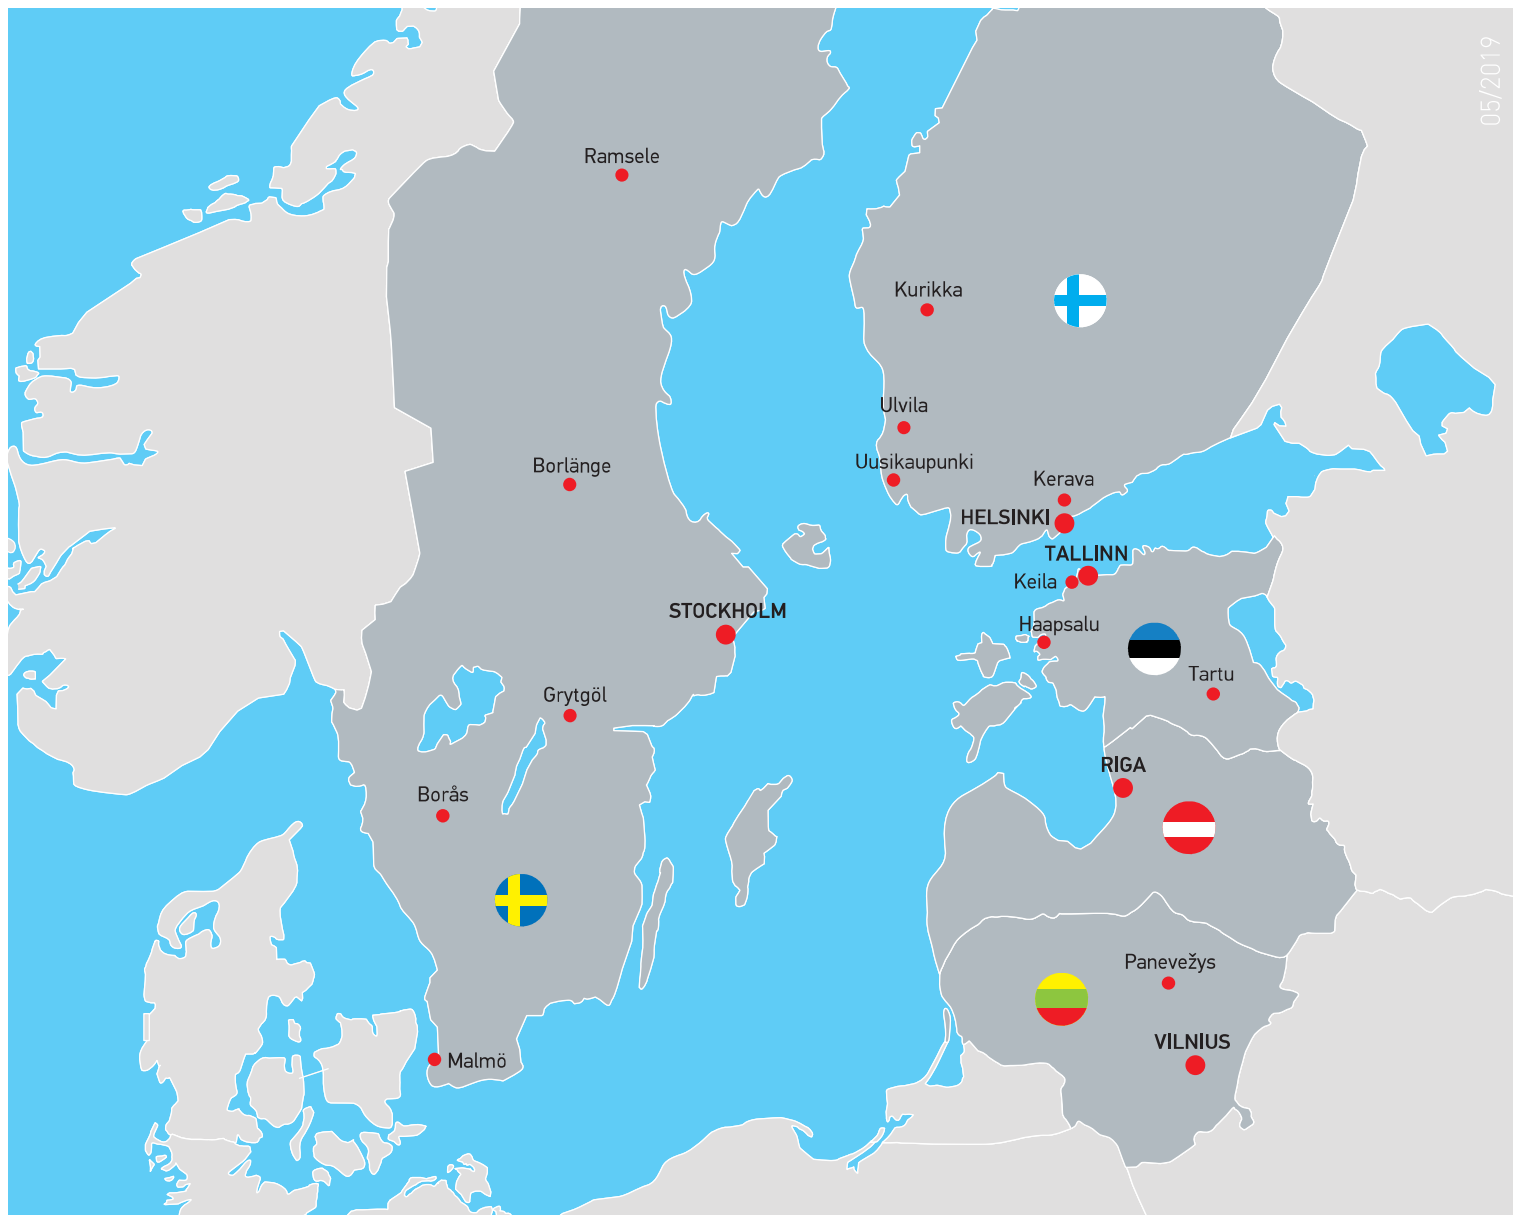 05/2019
Ramsele
Kurikka
Ulvila
Uusikaupunki
Borlänge
Kerava
HELSINKI
TALLINN
Keila
STOCKHOLM
Haapsalu
Tartu
Grytgöl
RIGA
Borås
Panevežys
VILNIUS
Malmö